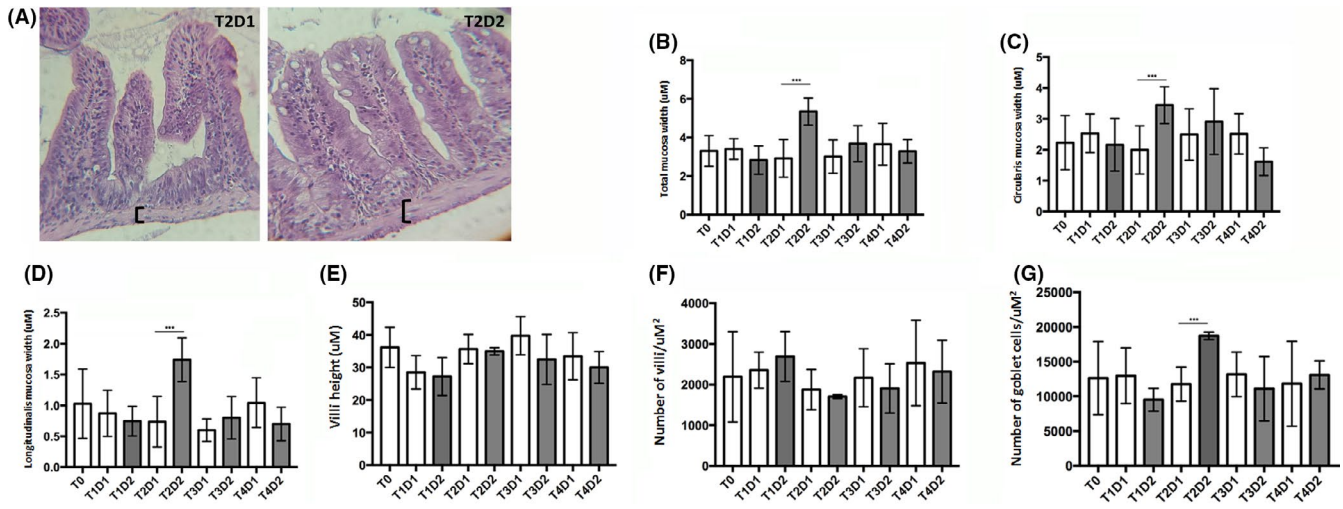 (A)
T2D1
T2D2
(B)
Total mucosa width (uM)
8
6
4
2
0
***
T0
T1D1
T1D2
T2D1
T2D2
T3D1
T3D2
T4D1
T4D2
(C)
Circularis mucosa width (uM)
5
4
3
2
1
0
***
T0
T1D1
T1D2
T2D1
T2D2
T3D1
T3D2
T4D1
T4D2
(D)
Longitudinalis mucosa width (uM)
2.5
2.0
1.5
1.0
0.5
0.0
***
T0
T1D1
T1D2
T2D1
T2D2
T3D1
T3D2
T4D1
T4D2
(E)
Villi height (uM)
50
40
30
20
10
0
T0
T1D1
T1D2
T2D1
T2D2
T3D1
T3D2
T4D1
T4D2
(F)
Number of villi/uM²
4000
3000
2000
1000
0
T0
T1D1
T1D2
T2D1
T2D2
T3D1
T3D2
T4D1
T4D2
(G)
Number of goblet cells/uM²
25000
20000
15000
10000
5000
0
***
T0
T1D1
T1D2
T2D1
T2D2
T3D1
T3D2
T4D1
T4D2